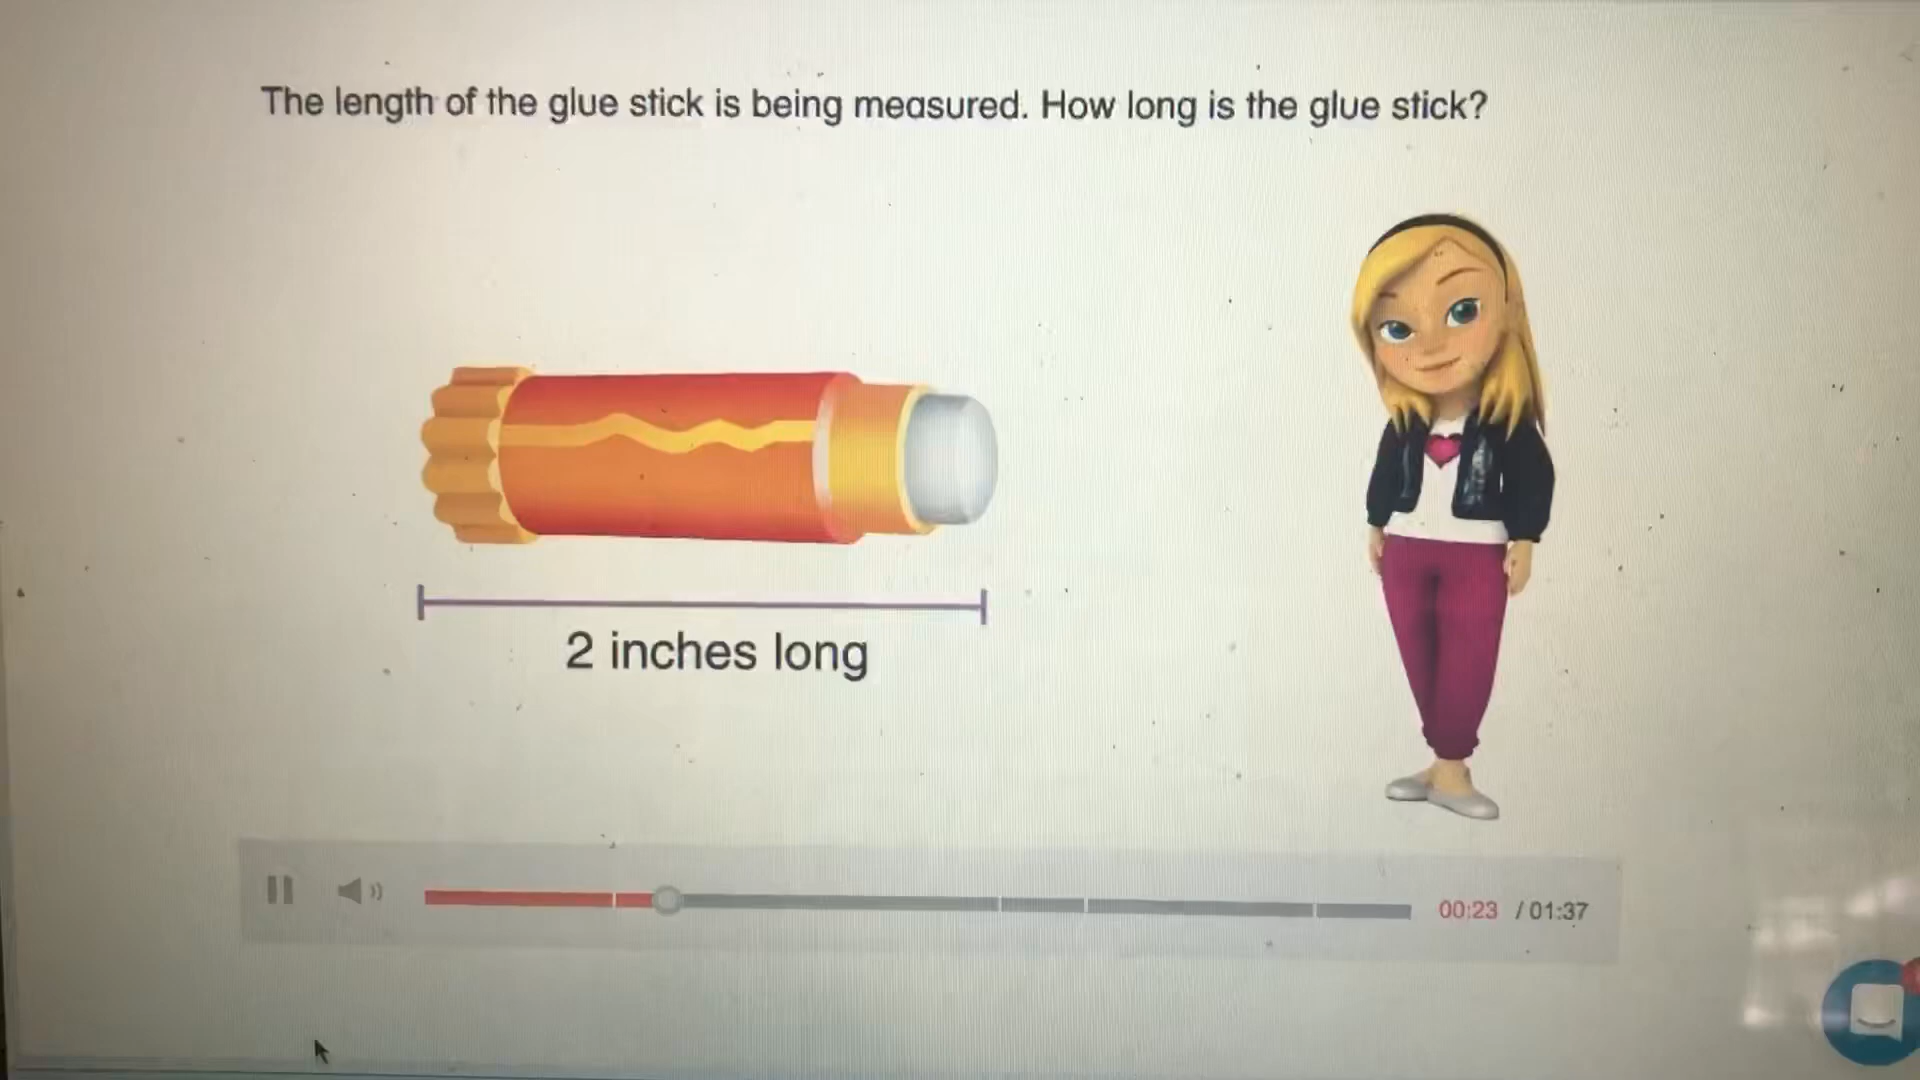 The length of the glue stick is being measured. How long is the glue stick?
2 inches long
00:23 / 01:37